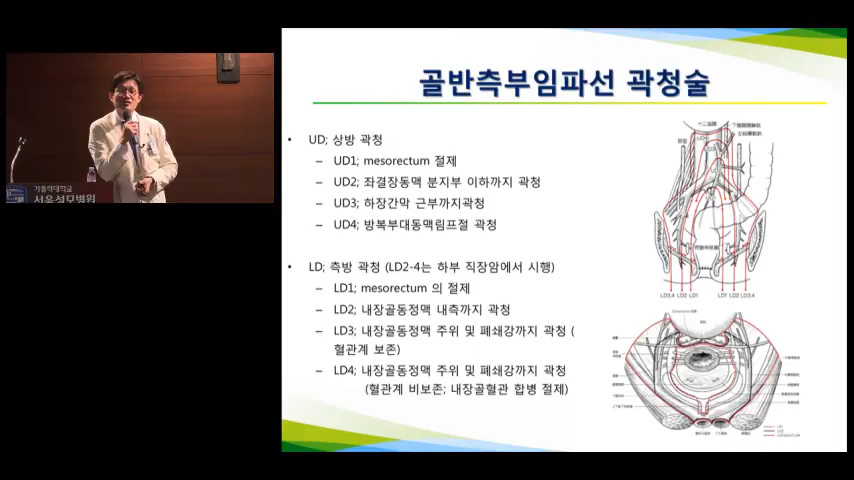 가톨릭대학교
서울성모병원
골반측부임파선 곽청술
• UD; 상방 곽청
– UD1; mesorectum 절제
– UD2; 좌결장동맥 분지부 이하까지 곽청
– UD3; 하장간막 근부까지곽청
– UD4; 방복부대동맥림프절 곽청
• LD; 측방 곽청 (LD2-4는 하부 직장암에서 시행)
– LD1; mesorectum 의 절제
– LD2; 내장골동정맥 내측까지 곽청
– LD3; 내장골동정맥 주위 및 폐쇄강까지 곽청 (
혈관계 보존)
– LD4; 내장골동정맥 주위 및 폐쇄강까지 곽청
(혈관계 비보존; 내장골혈관 합병 절제)
LD3,4 LD2 LD1 LD1 LD2 LD3,4